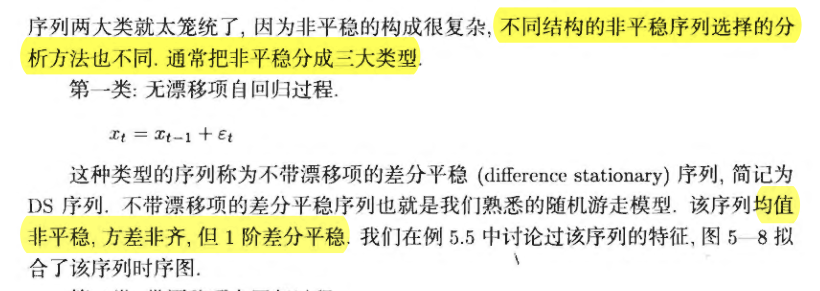 序列两大类就太笼统了, 因为非平稳的构成很复杂, 不同结构的非平稳序列选择的分
析方法也不同. 通常把非平稳分成三大类型.
第一类: 无漂移项自回归过程.
xₜ = xₜ₋₁ + εₜ
这种类型的序列称为不带漂移项的差分平稳 (difference stationary) 序列, 简记为
DS 序列. 不带漂移项的差分平稳序列也就是我们熟悉的随机游走模型. 该序列均值
非平稳, 方差非齐, 但 1 阶差分平稳. 我们在例 5.5 中讨论过该序列的特征, 图 5—8 拟
合了该序列时序图.